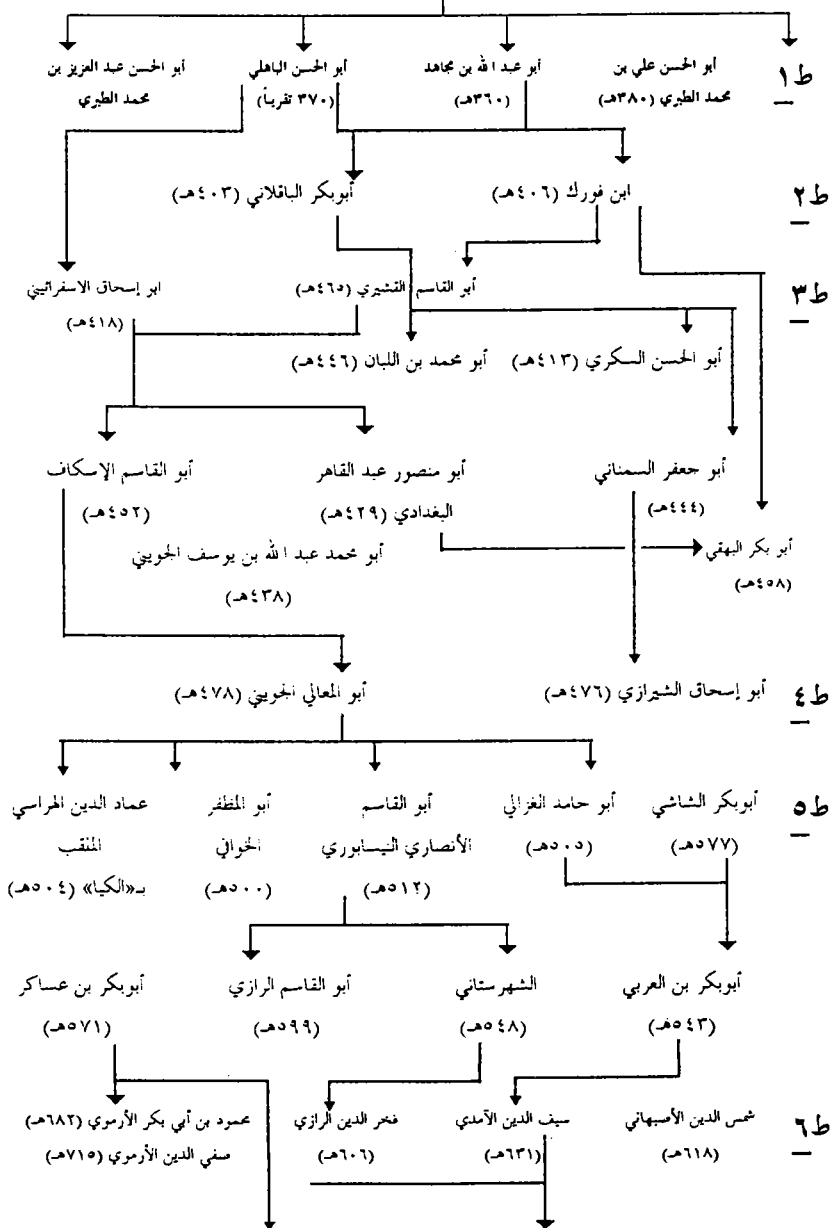 ط١
أبو الحسن علي بن
محمد الطبري (٣٨٠هـ)
أبو عبد الله بن مجاهد
(٣٦٠هـ)
أبو الحسن الباهلي
(٣٧٠ تقريباً)
أبو الحسن عبد العزيز بن
محمد الطبري
ط٢
ابن فورك (٤٠٦هـ)
أبوبكر الباقلاني (٤٠٣هـ)
ط٣
أبو القاسم القشيري (٤٦٥هـ)
ابو إسحاق الاسفرائيني
(٤١٨هـ)
أبو الحسن السكري (٤١٣هـ)
أبو محمد بن اللبان (٤٤٦هـ)
أبو جعفر السمناني
(٤٤٤هـ)
أبو منصور عبد القاهر
البغدادي (٤٢٩هـ)
أبو القاسم الإسكاف
(٤٥٢هـ)
أبو بكر البهقي
(٤٥٨هـ)
أبو محمد عبد الله بن يوسف الجويني
(٤٣٨هـ)
ط٤
أبو إسحاق الشيرازي (٤٧٦هـ)
أبو المعالي الجويني (٤٧٨هـ)
ط٥
أبوبكر الشاشي
(٥٧٧هـ)
أبو حامد الغزالي
(٥٠٥هـ)
أبو القاسم
الأنصاري النيسابوري
(٥١٢هـ)
أبو المظفر
الخوافي
(٥٠٠هـ)
عماد الدين الهراسي
الملقب
بـ«الكيا» (٥٠٤هـ)
أبوبكر بن العربي
(٥٤٣هـ)
الشهرستاني
(٥٤٨هـ)
أبو القاسم الرازي
(٥٩٩هـ)
أبوبكر بن عساكر
(٥٧١هـ)
ط٦
شمس الدين الأصبهاني
(٦١٨هـ)
سيف الدين الآمدي
(٦٣١هـ)
فخر الدين الرازي
(٦٠٦هـ)
محمود بن أبي بكر الأرموي (٦٨٢هـ)
صفي الدين الأرموي (٧١٥هـ)